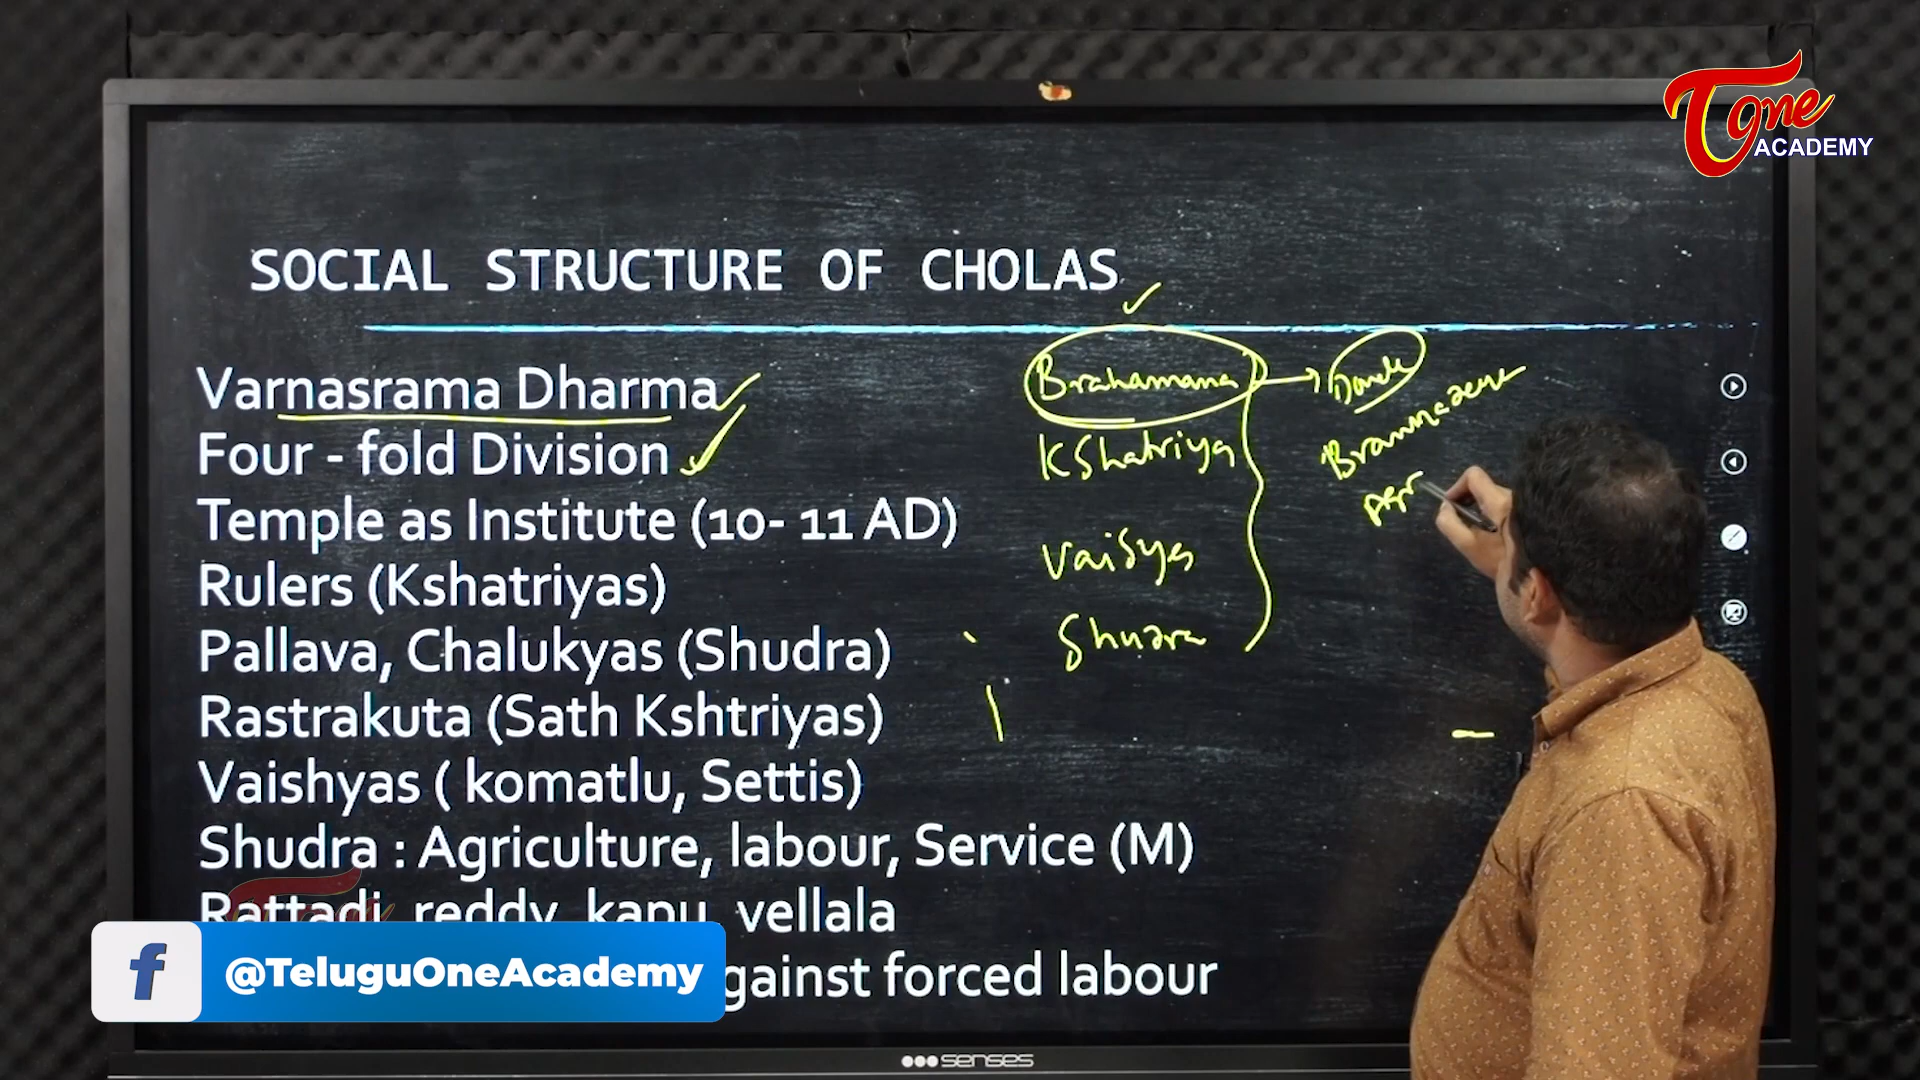 Tone
ACADEMY
SOCIAL STRUCTURE OF CHOLAS
Varnasrama Dharma
Four - fold Division
Temple as Institute (10- 11 AD)
Rulers (Kshatriyas)
Pallava, Chalukyas (Shudra)
Rastrakuta (Sath Kshtriyas)
Vaishyas ( komatlu, Settis)
Shudra : Agriculture, labour, Service (M)
Rattadi, reddy, kapu, vellala
gainst forced labour
Brahamana
Kshatriya
Vaisya
Shudra
@TeluguOneAcademy
senses